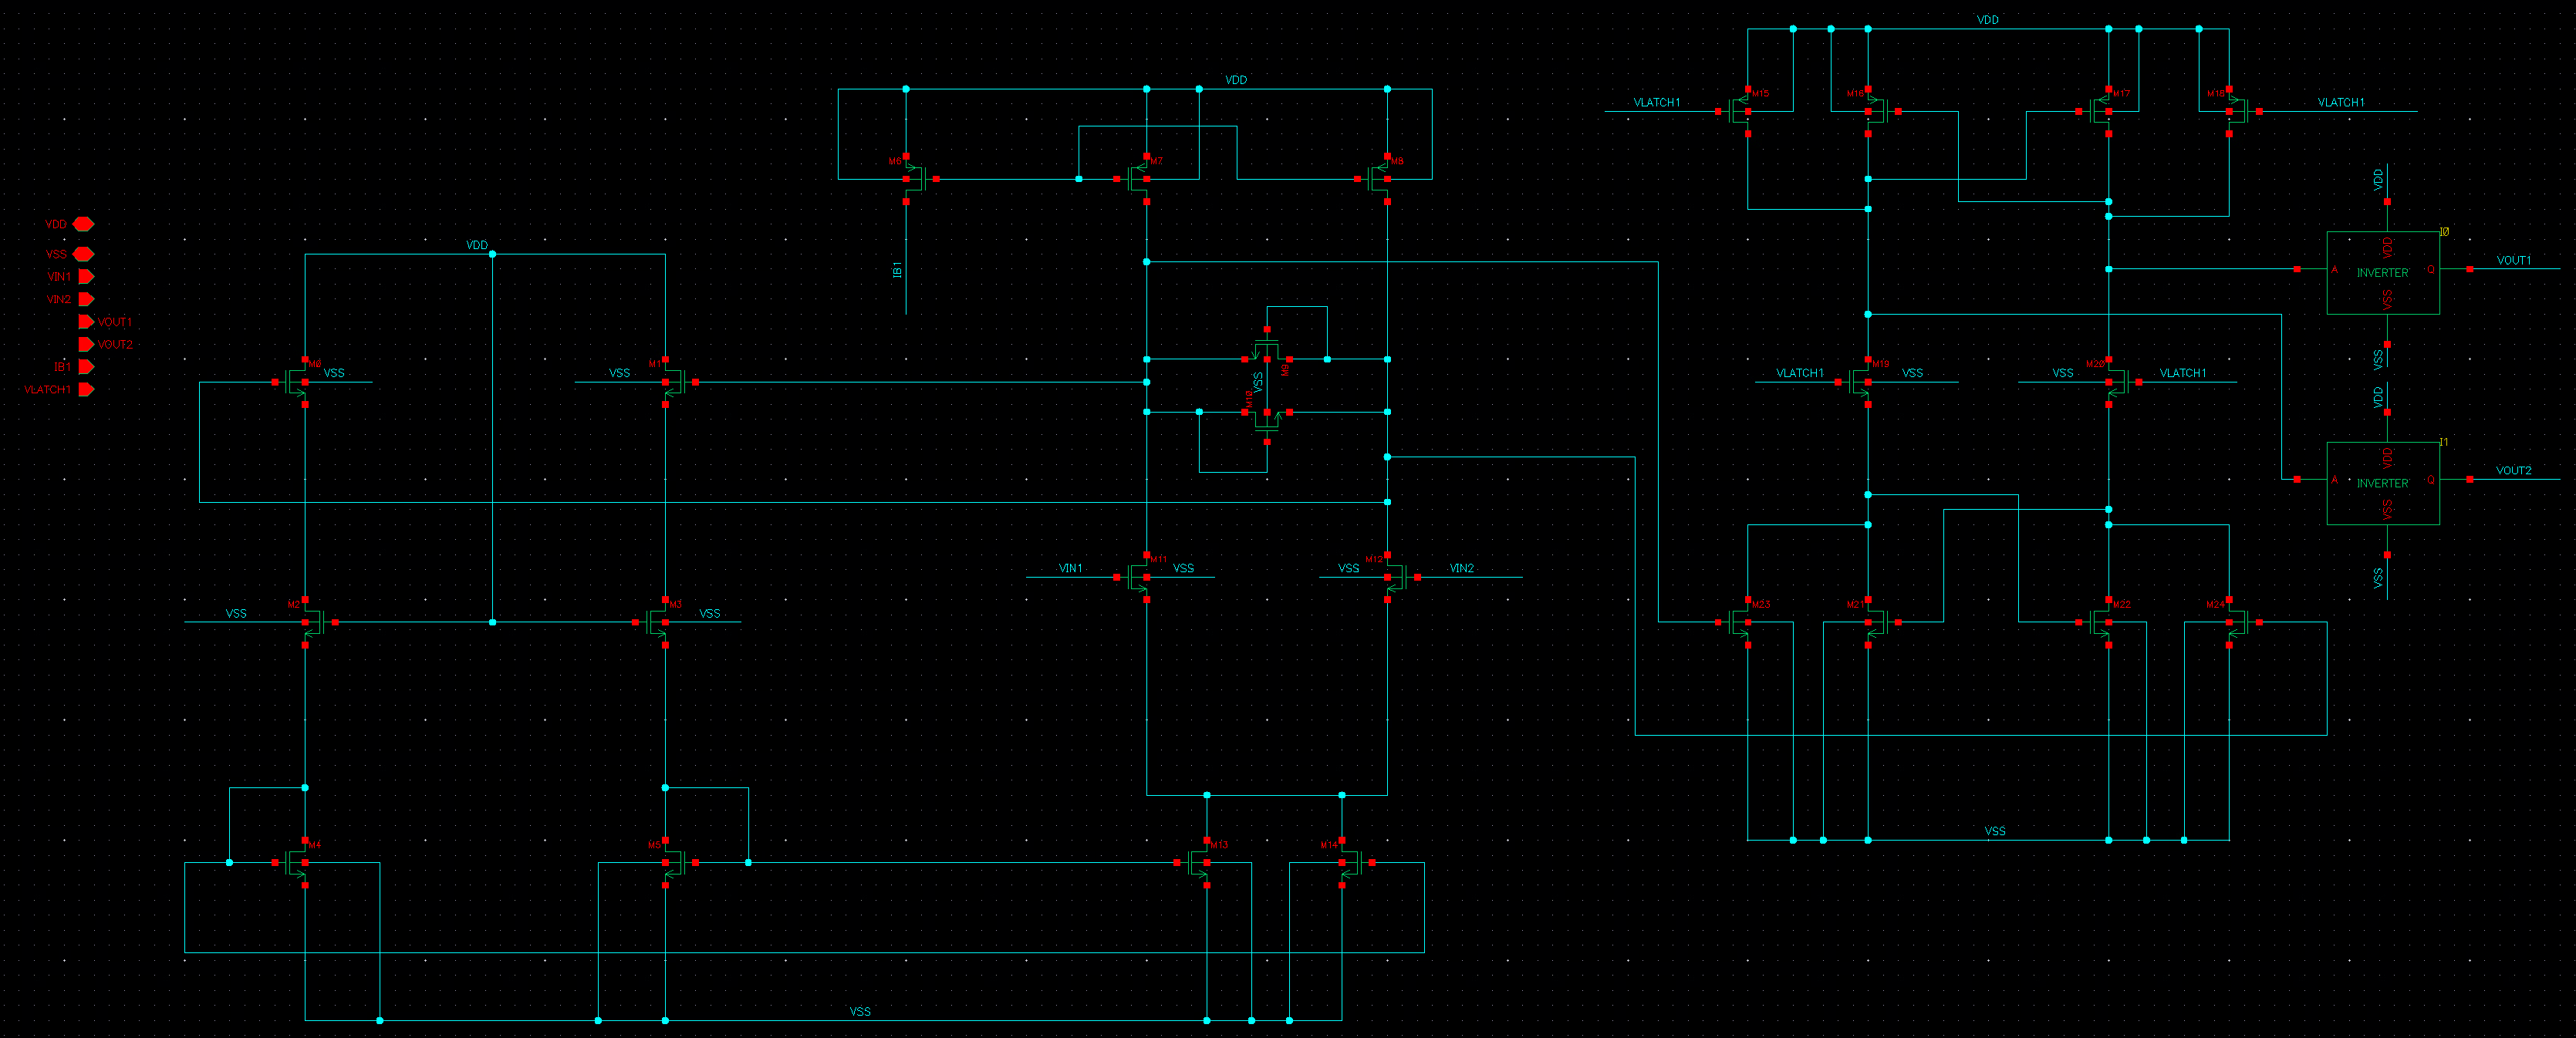 VDD
VDD
VLATCH1
M15
M16
M17
M18
VLATCH1
M6
M7
M8
VDD
VDD
VSS
VIN1
VIN2
VOUT1
VOUT2
IB1
VLATCH1
VDD
IB1
VDD
I0
A
INVERTER
Q
VSS
VOUT1
VSS
M0
VSS
M1
VSS
VSS
M9
M10
M19
VLATCH1
VSS
M20
VSS
VLATCH1
VDD
I1
VDD
A
INVERTER
Q
VSS
VOUT2
VSS
M11
VIN1
VSS
M12
VSS
VIN2
M2
VSS
M3
VSS
M23
M21
M22
M24
M4
M5
M13
M14
VSS
VSS